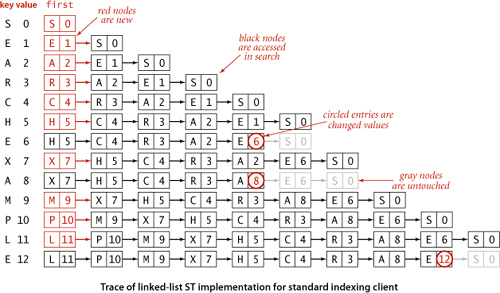 key value first
red nodes
are new
S 0 S 0
E 1 E 1 S 0
black nodes
are accessed
in search
A 2 A 2 E 1 S 0
R 3 R 3 A 2 E 1 S 0
C 4 C 4 R 3 A 2 E 1 S 0
circled entries are
changed values
H 5 H 5 C 4 R 3 A 2 E 1 S 0
E 6 H 5 C 4 R 3 A 2 E 6 S 0
X 7 X 7 H 5 C 4 R 3 A 2 E 6 S 0
A 8 X 7 H 5 C 4 R 3 A 8 E 6 S 0
gray nodes
are untouched
M 9 M 9 X 7 H 5 C 4 R 3 A 8 E 6 S 0
P 10 P 10 M 9 X 7 H 5 C 4 R 3 A 8 E 6 S 0
L 11 L 11 P 10 M 9 X 7 H 5 C 4 R 3 A 8 E 6 S 0
E 12 L 11 P 10 M 9 X 7 H 5 C 4 R 3 A 8 E 12 S 0
Trace of linked-list ST implementation for standard indexing client